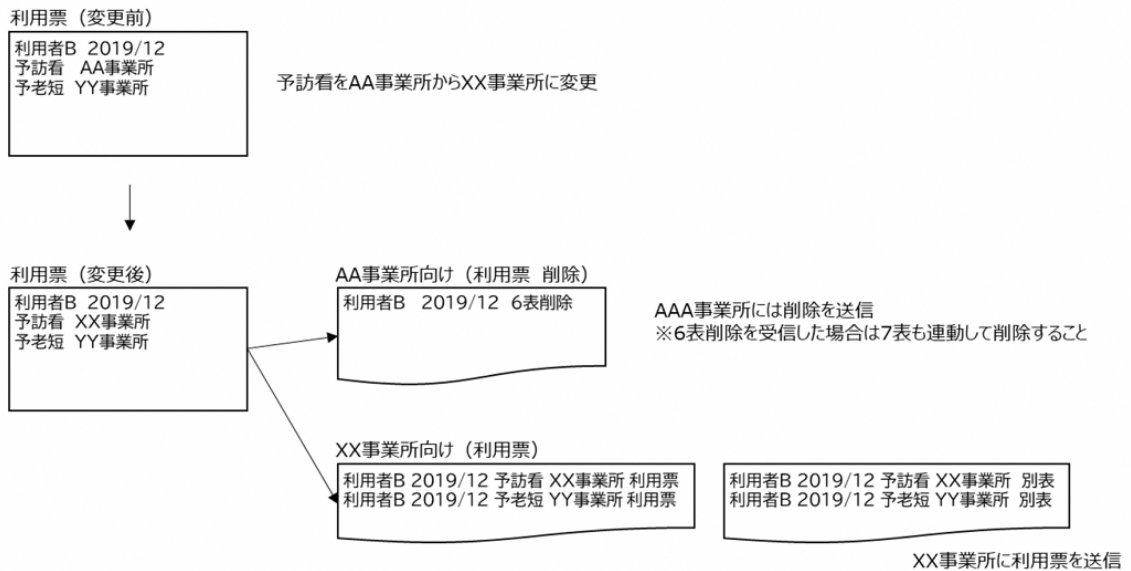 利用票（変更前）
利用者B 2019/12
予訪看 AA事業所
予老短 YY事業所
予訪看をAA事業所からXX事業所に変更
利用票（変更後）
利用者B 2019/12
予訪看 XX事業所
予老短 YY事業所
AA事業所向け（利用票 削除）
利用者B 2019/12 6表削除
AAA事業所には削除を送信
※6表削除を受信した場合は7表も連動して削除すること
XX事業所向け（利用票）
利用者B 2019/12 予訪看 XX事業所 利用票
利用者B 2019/12 予老短 YY事業所 利用票
利用者B 2019/12 予訪看 XX事業所 別表
利用者B 2019/12 予老短 YY事業所 別表
XX事業所に利用票を送信